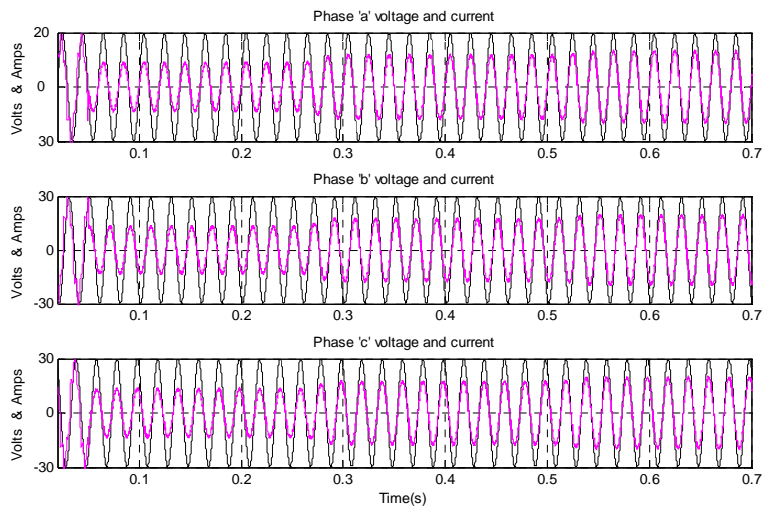 Phase 'a' voltage and current
20
0
30
Volts & Amps
0.1 0.2 0.3 0.4 0.5 0.6 0.7
Phase 'b' voltage and current
30
0
-30
Volts & Amps
0.1 0.2 0.3 0.4 0.5 0.6 0.7
Phase 'c' voltage and current
30
0
-30
Volts & Amps
0.1 0.2 0.3 0.4 0.5 0.6 0.7
Time(s)